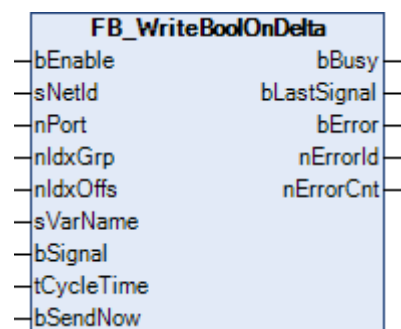 FB_WriteBoolOnDelta
bEnable bBusy
sNetId bLastSignal
nPort bError
nIdxGrp nErrorId
nIdxOffs nErrorCnt
sVarName
bSignal
tCycleTime
bSendNow